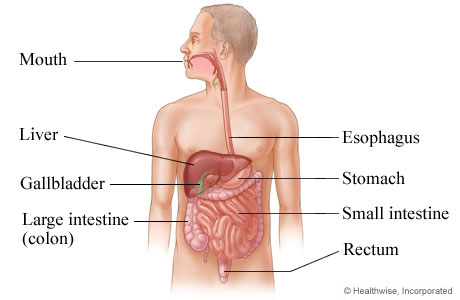 Mouth
Liver
Gallbladder
Large intestine
(colon)
Esophagus
Stomach
Small intestine
Rectum
© Healthwise, Incorporated